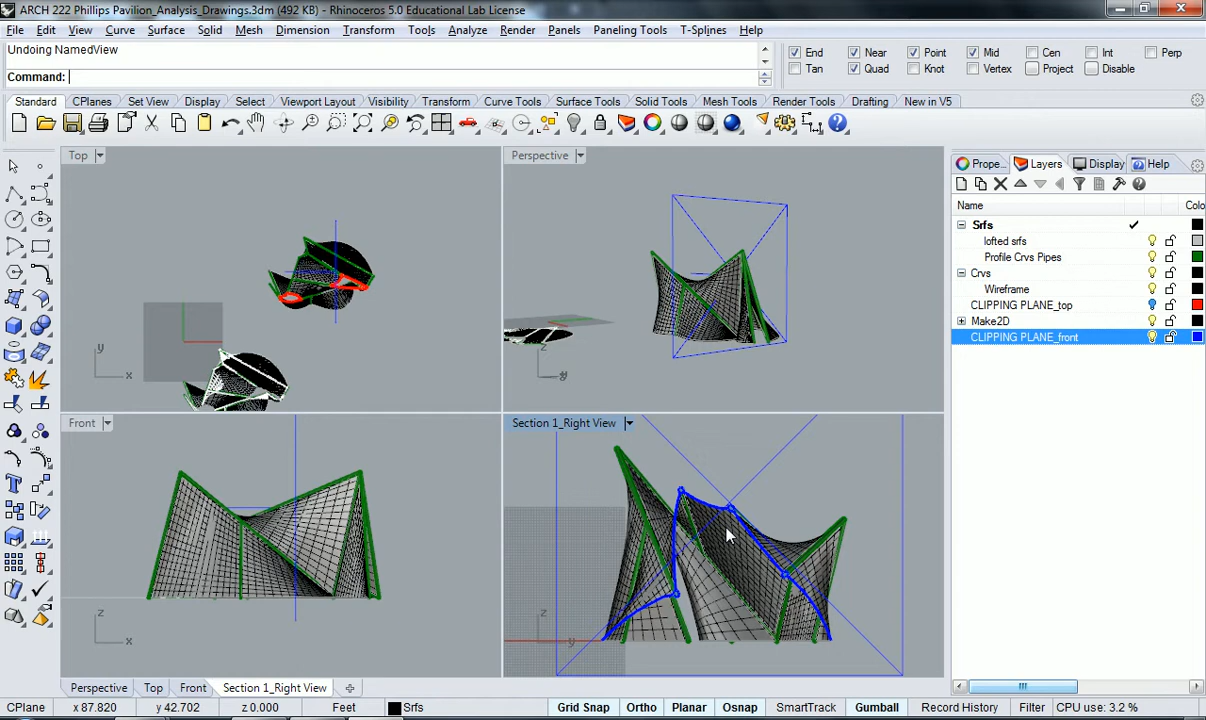 ARCH 222 Phillips Pavilion_Analysis_Drawings.3dm (492 KB) - Rhinoceros 5.0 Educational Lab License
File Edit View Curve Surface Solid Mesh Dimension Transform Tools Analyze Render Panels Paneling Tools T-Splines Help
Undoing NamedView
Command:
End Near Point Mid Cen Int Perp
Tan Quad Knot Vertex Project Disable
Standard CPlanes Set View Display Select Viewport Layout Visibility Transform Curve Tools Surface Tools Solid Tools Mesh Tools Render Tools Drafting New in V5
Top
Perspective
Prope... Layers Display Help
Name Colo
Srfs
lofted srfs
Profile Crvs Pipes
Crvs
Wireframe
CLIPPING PLANE_top
Make2D
CLIPPING PLANE_front
y
x
z
Front
Section 1_Right View
z
x
z
y
Perspective Top Front Section 1_Right View
CPlane x 87.820 y 42.702 z 0.000 Feet Srfs Grid Snap Ortho Planar Osnap SmartTrack Gumball Record History Filter CPU use: 3.2 %